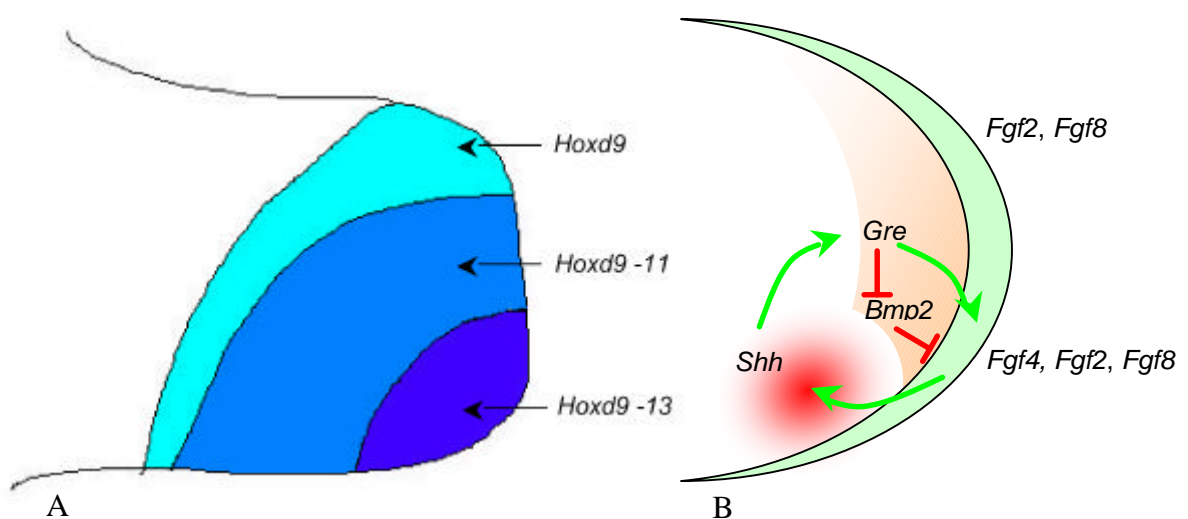 Hoxd9
Hoxd9 -11
Hoxd9 -13
A
Fgf2, Fgf8
Gre
Bmp2
Shh
Fgf4, Fgf2, Fgf8
B